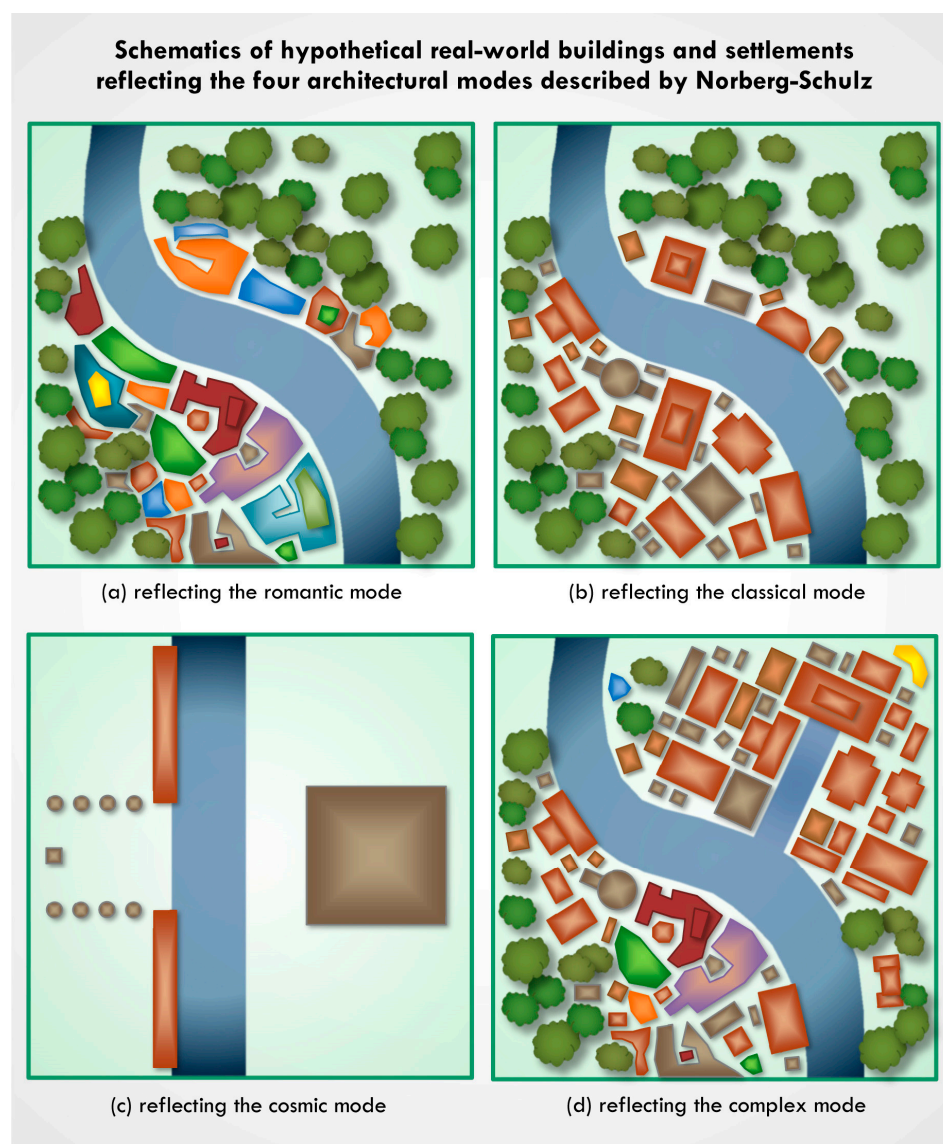 Schematics of hypothetical real-world buildings and settlements
reflecting the four architectural modes described by Norberg-Schulz
(a) reflecting the romantic mode
(b) reflecting the classical mode
(c) reflecting the cosmic mode
(d) reflecting the complex mode